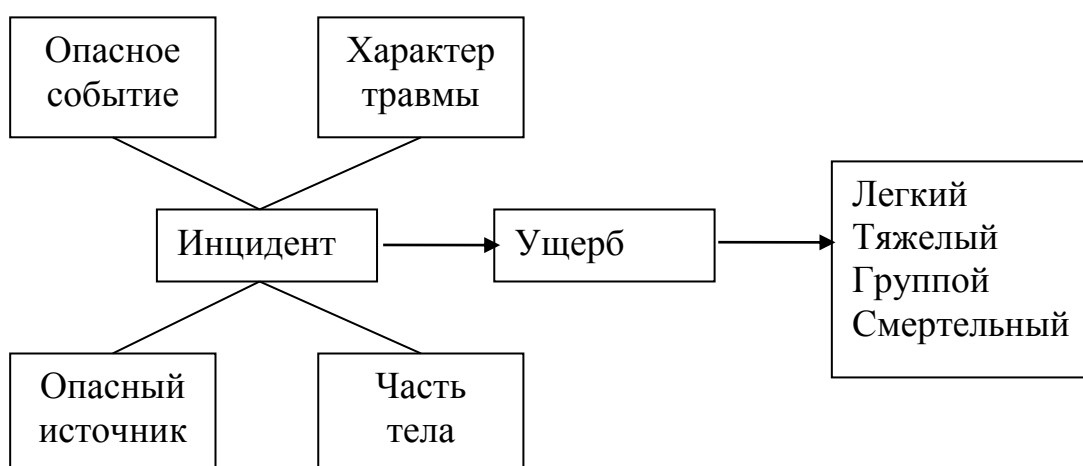 Опасное
событие
Характер
травмы
Инцидент
Ущерб
Легкий
Тяжелый
Группой
Смертельный
Опасный
источник
Часть
тела